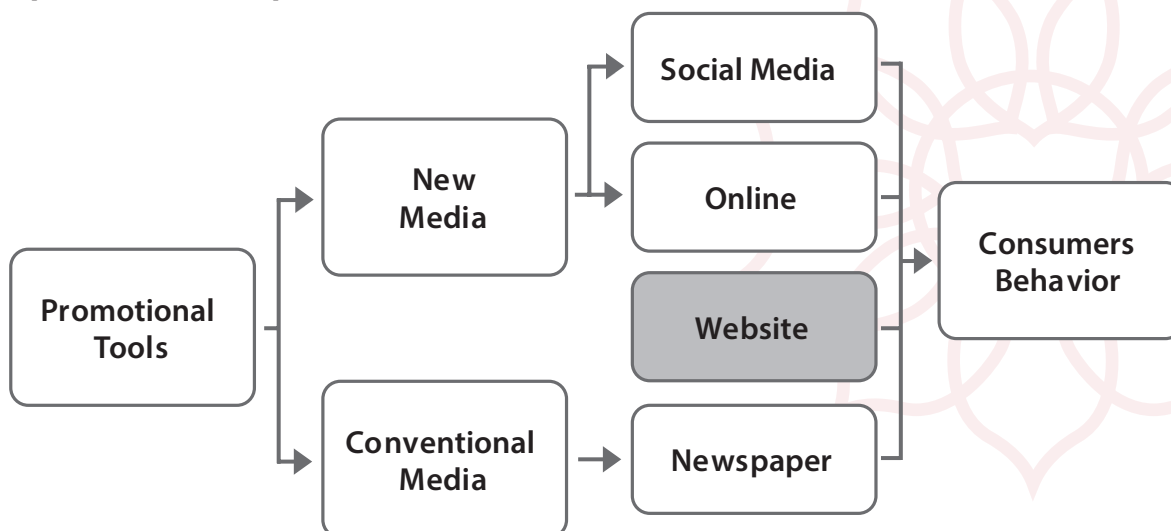 Promotional
Tools
New
Media
Conventional
Media
Social Media
Online
Website
Newspaper
Consumers
Behavior